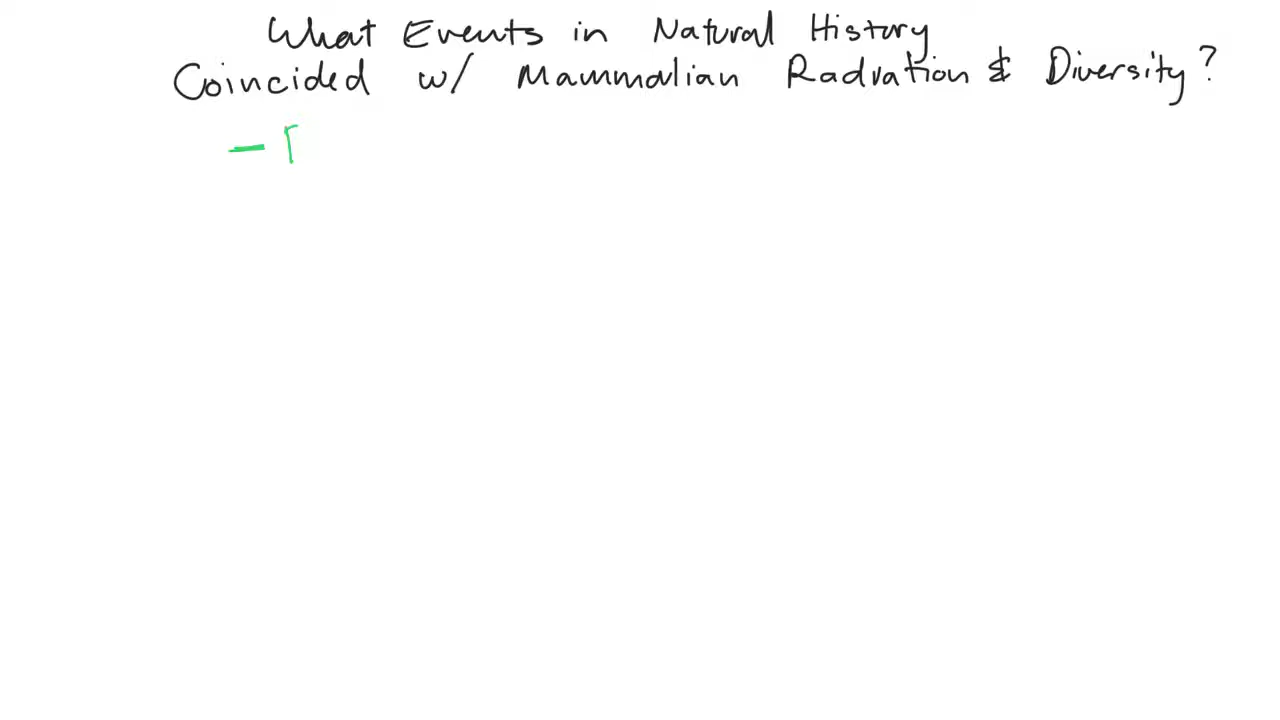 What Events in Natural History
Coincided w/ Mammalian Radiation & Diversity?
-